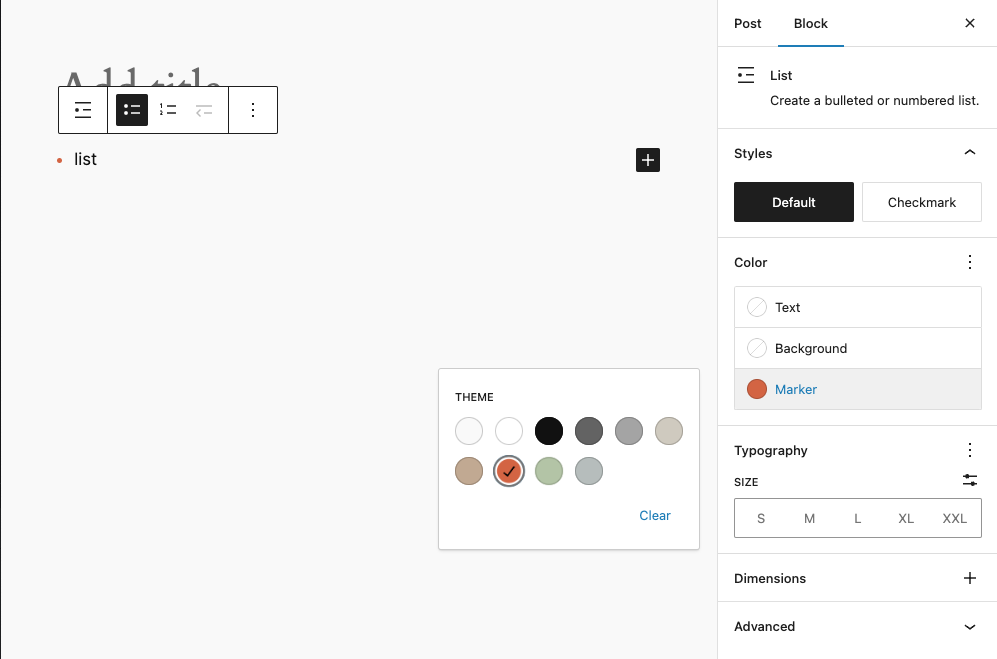 Post Block
Add title
List
Create a bulleted or numbered list.
list
Styles
Default Checkmark
Color
Text
Background
Marker
THEME
Clear
Typography
SIZE
S M L XL XXL
Dimensions
Advanced